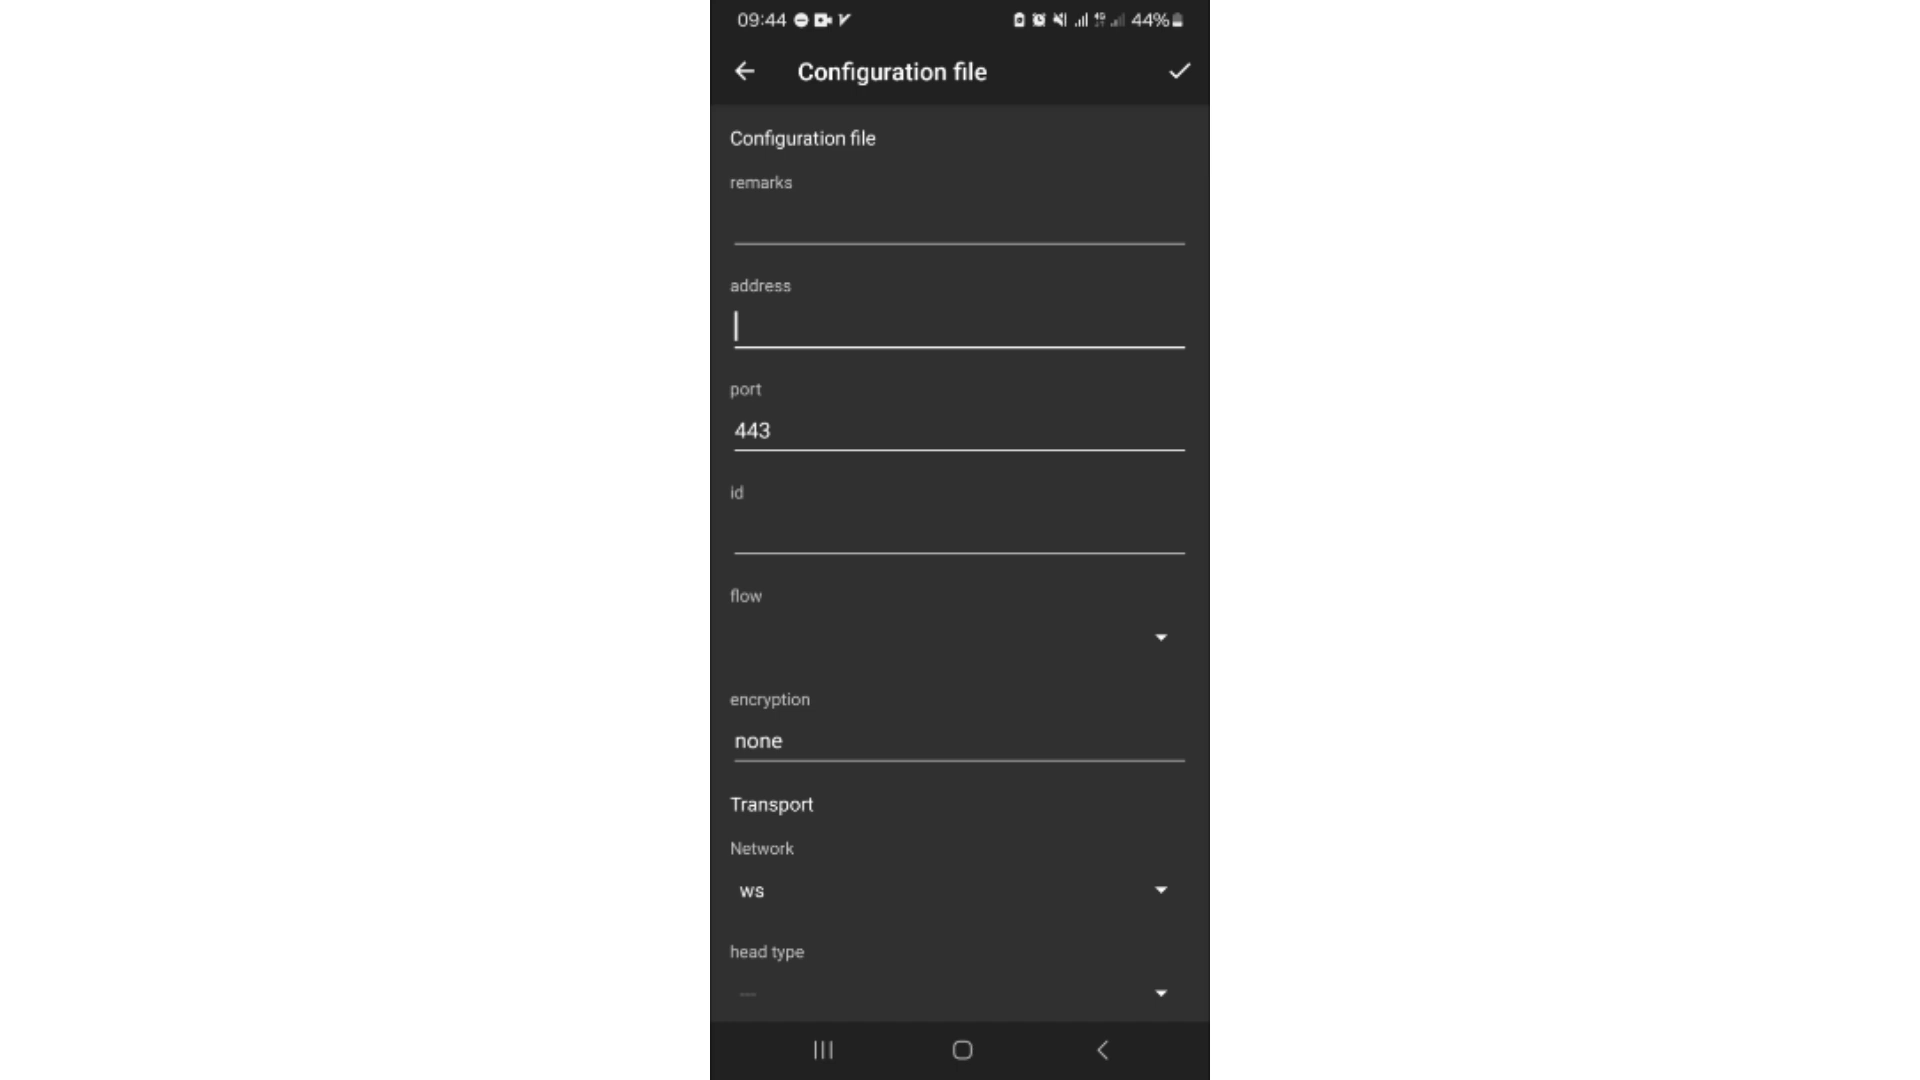 09:44 44%
Configuration file
Configuration file
remarks
address
port
443
id
flow
encryption
none
Transport
Network
ws
head type
---